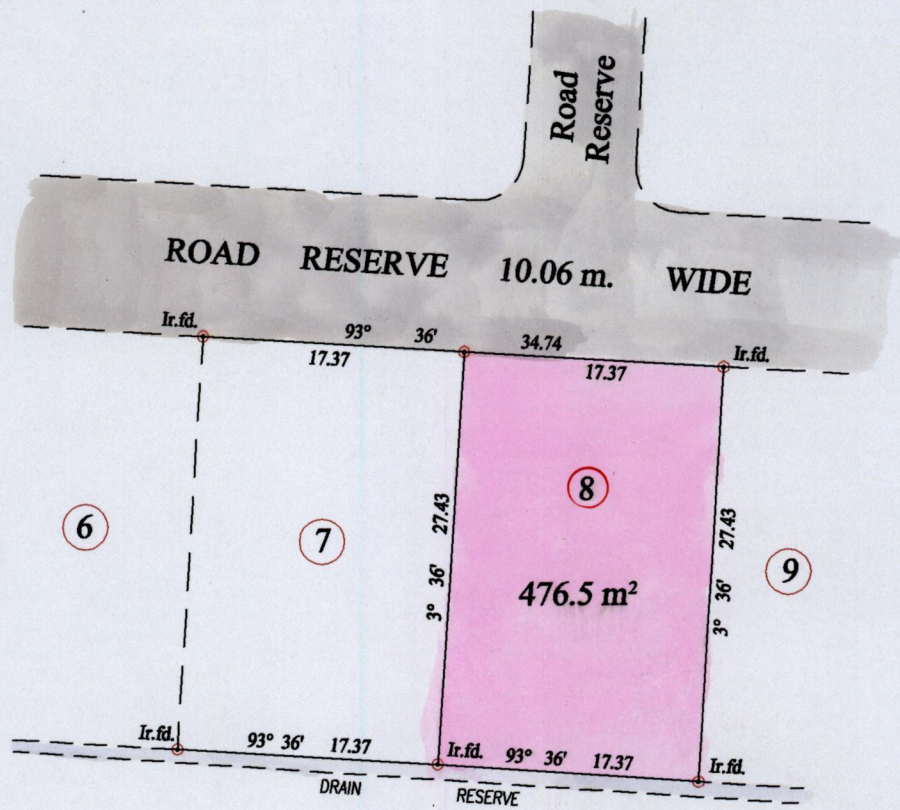 Road
Reserve
ROAD RESERVE 10.06 m. WIDE
Ir.fd.
93° 36' 34.74
Ir.fd.
17.37
17.37
6
7
8
9
3° 36' 27.43
476.5 m²
3° 36' 27.43
Ir.fd.
93° 36' 17.37
Ir.fd.
93° 36' 17.37
Ir.fd.
DRAIN RESERVE